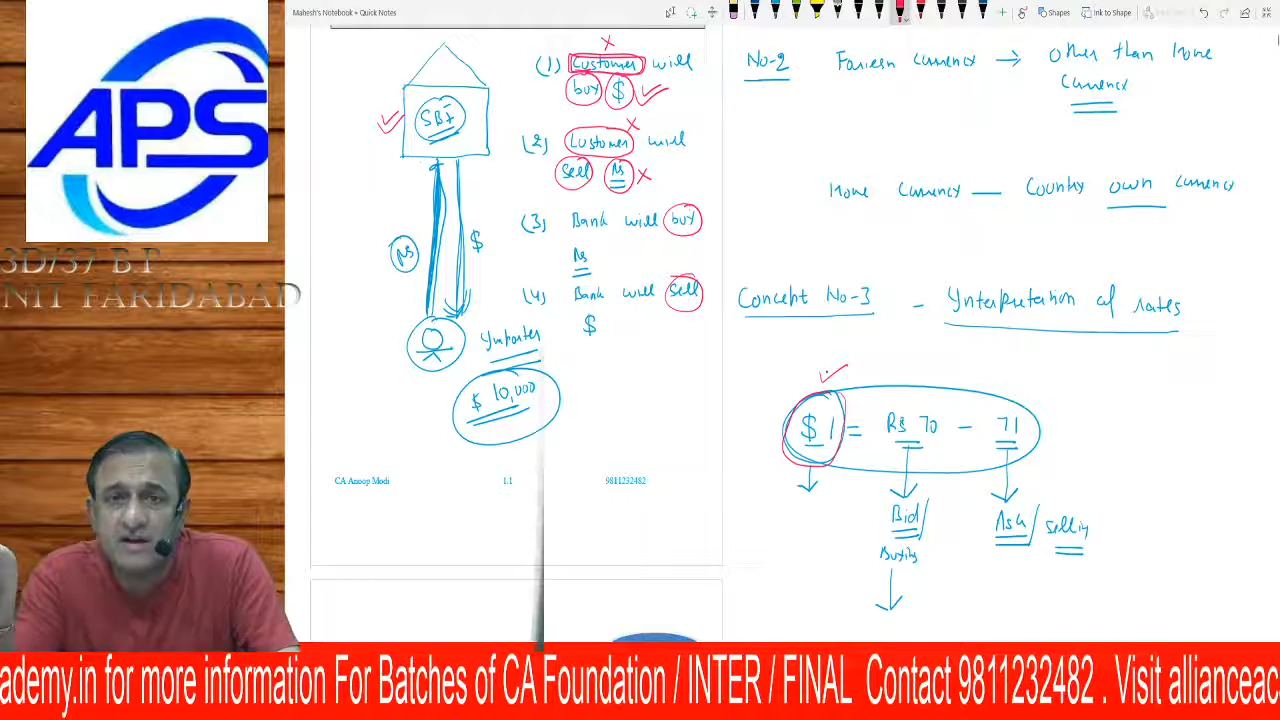 Mahesh's Notebook + Quick Notes
Shapes
Ink to Shape
APS
3D/37 B.P.
NIT FARIDABAD
SBI
Rs
$
Importer
$ 10,000
(1) Customer will
buy $
(2) Customer will
sell Rs
(3) Bank will buy
Rs
(4) Bank will sell
$
CA Anoop Modi
1.1
9811232482
No-2 Foriegn currency → other than Home
currency
Home currency — Country own currency
Concept No-3 - Interpretation of rates
$ 1 = Rs 70 - 71
Bid/
Buying
Ask / selling
ademy.in for more information For Batches of CA Foundation / INTER / FINAL Contact 9811232482 . Visit allianceac